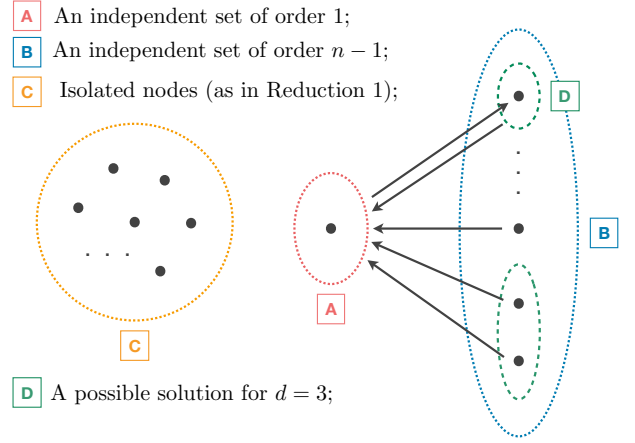 A An independent set of order 1;
B An independent set of order n − 1;
C Isolated nodes (as in Reduction 1);
D
B
A
C
D A possible solution for d = 3;